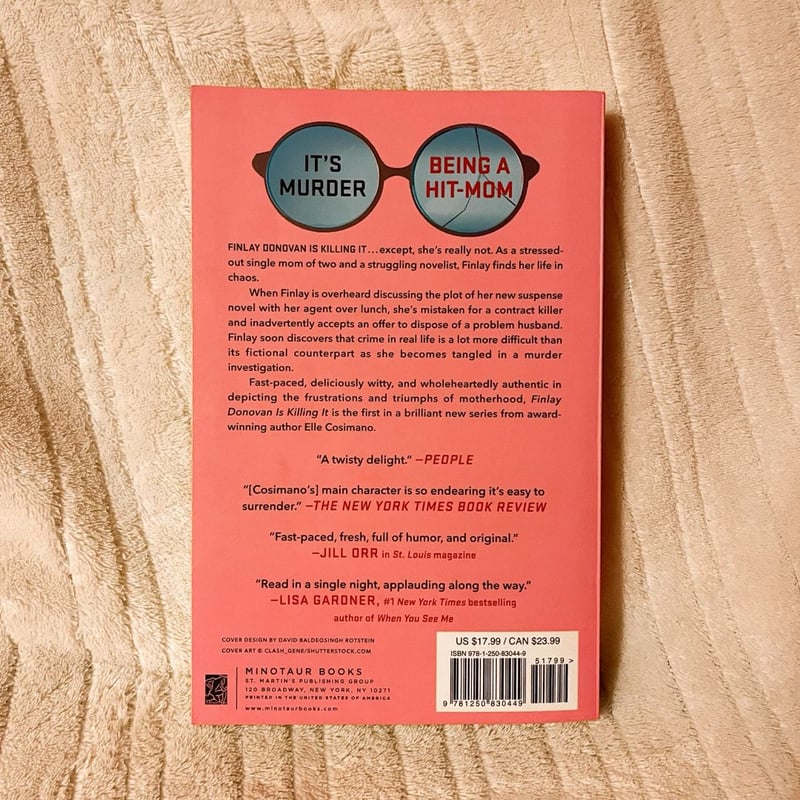 IT'S
MURDER
BEING A
HIT-MOM
FINLAY DONOVAN IS KILLING IT...except, she's really not. As a stressed-
out single mom of two and a struggling novelist, Finlay finds her life in
chaos.
When Finlay is overheard discussing the plot of her new suspense
novel with her agent over lunch, she's mistaken for a contract killer
and inadvertently accepts an offer to dispose of a problem husband.
Finlay soon discovers that crime in real life is a lot more difficult than
its fictional counterpart as she becomes tangled in a murder
investigation.
Fast-paced, deliciously witty, and wholeheartedly authentic in
depicting the frustrations and triumphs of motherhood, Finlay
Donovan Is Killing It is the first in a brilliant new series from award-
winning author Elle Cosimano.
"A twisty delight." —PEOPLE
"[Cosimano's] main character is so endearing it's easy to
surrender." —THE NEW YORK TIMES BOOK REVIEW
"Fast-paced, fresh, full of humor, and original."
—JILL ORR in St. Louis magazine
"Read in a single night, applauding along the way."
—LISA GARDNER, #1 New York Times bestselling
author of When You See Me
COVER DESIGN BY DAVID BALDEOSINGH ROTSTEIN
COVER ART © CLASH_GENE/SHUTTERSTOCK.COM
MINOTAUR BOOKS
ST. MARTIN'S PUBLISHING GROUP
120 BROADWAY, NEW YORK, NY 10271
PRINTED IN THE UNITED STATES OF AMERICA
www.minotaurbooks.com
US $17.99 / CAN $23.99
ISBN 978-1-250-83044-9
51799 >
9 781250 830449